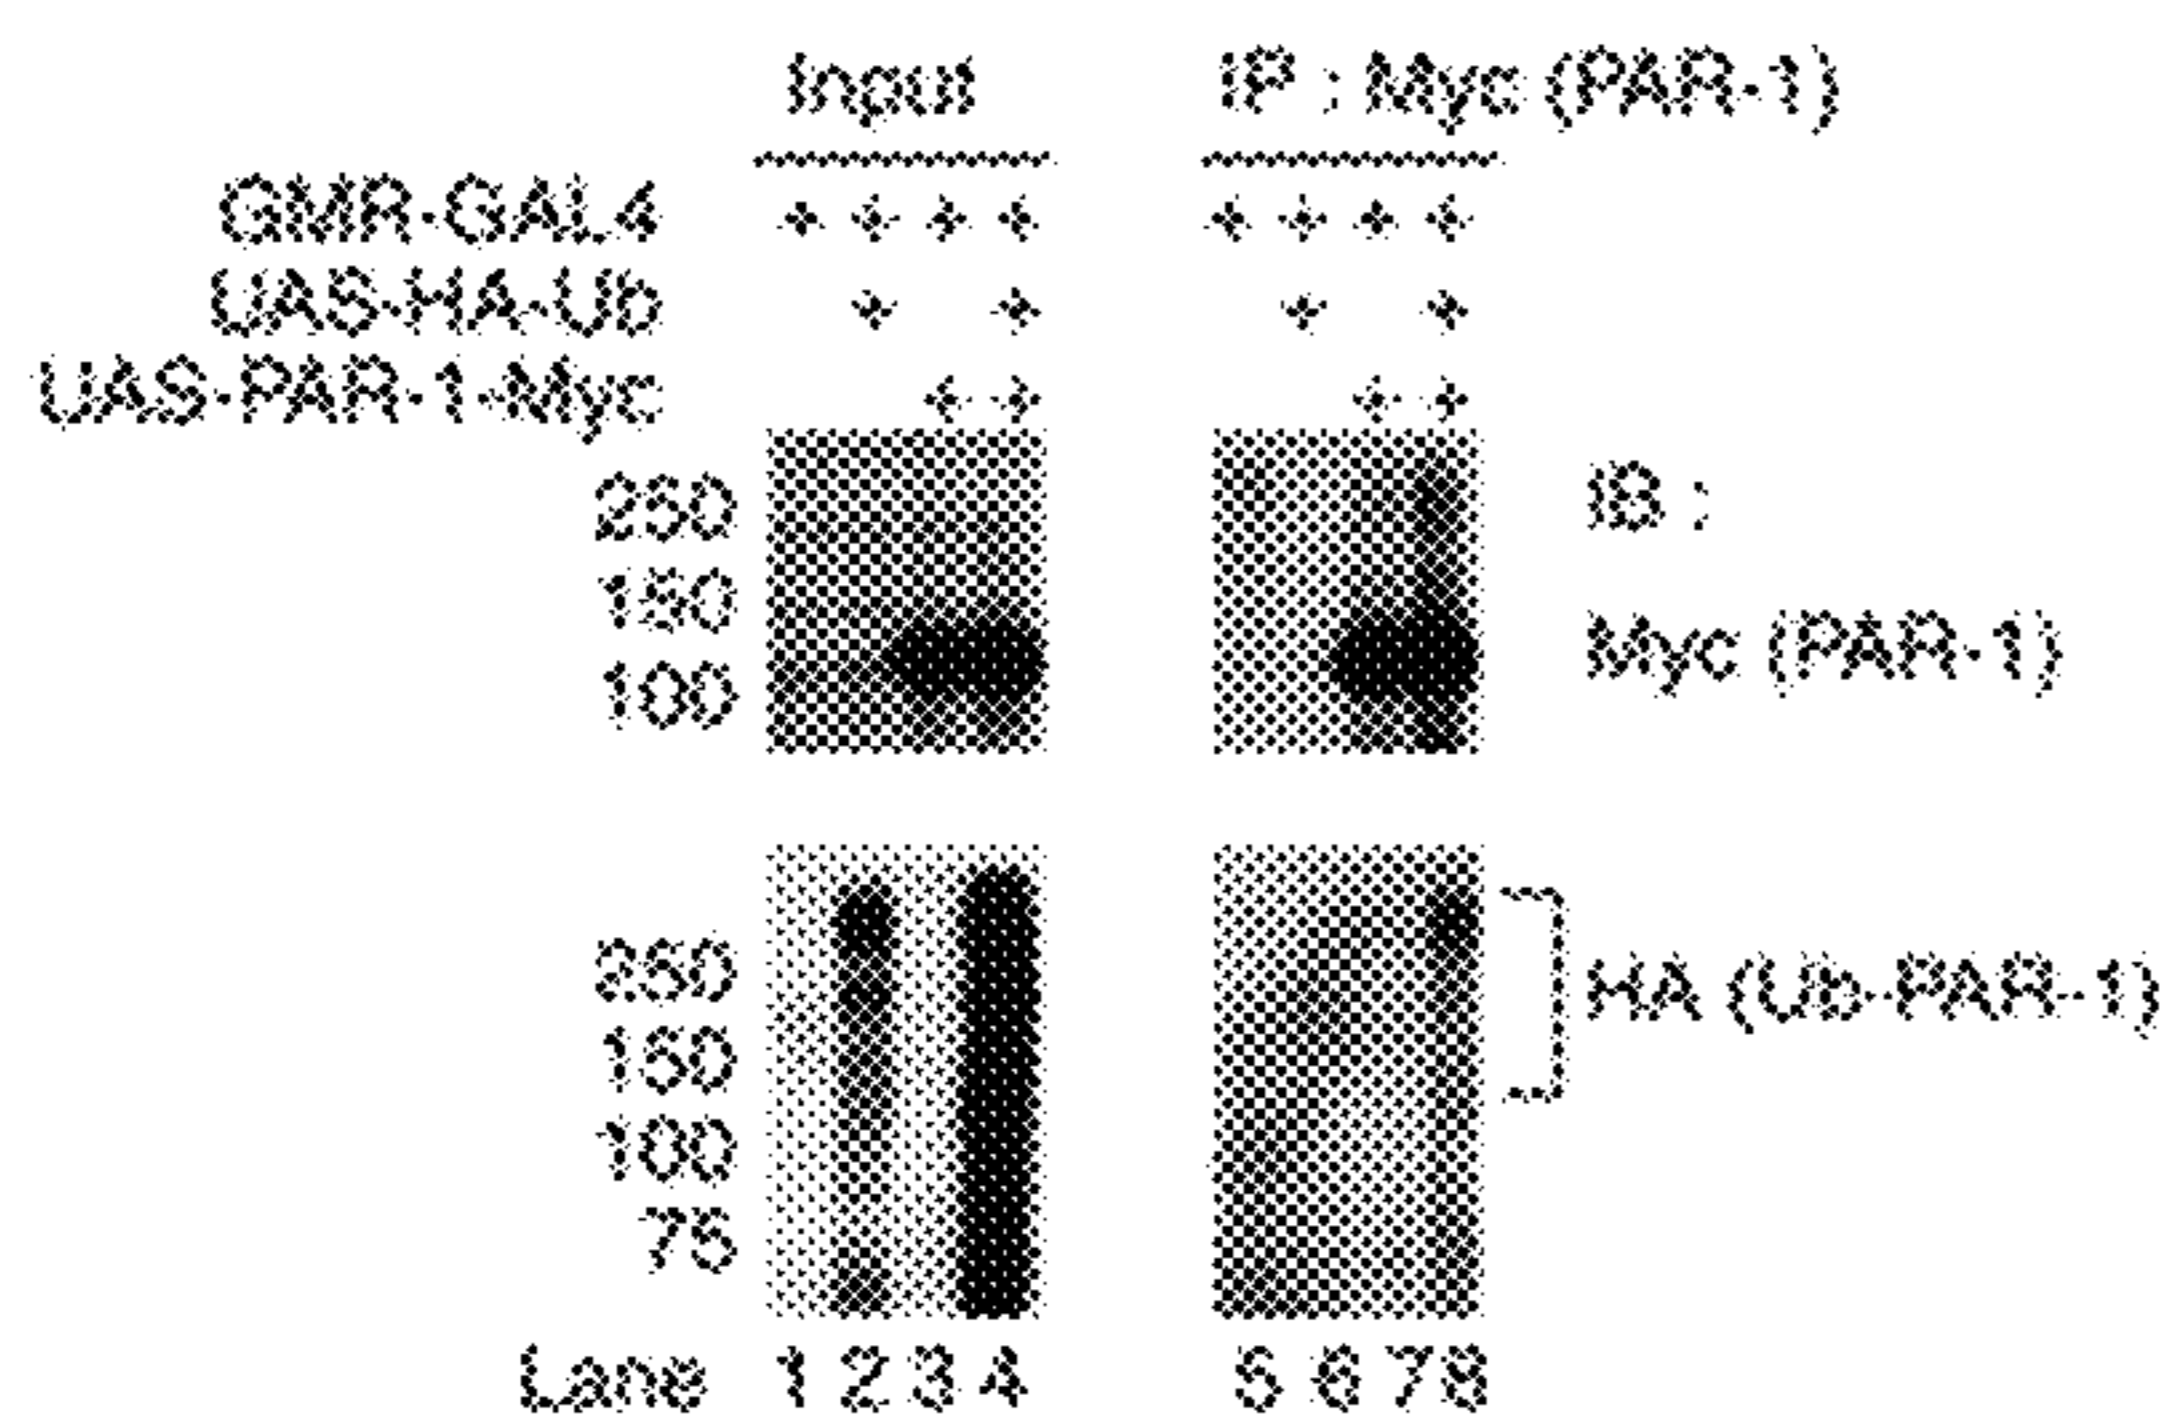 Input IP : Myc (PAR-1)
GMR-GAL4 + + + + + + + +
UAS-HA-Ub + + + +
UAS-PAR-1-Myc + + + +
250 IB :
150
100 Myc (PAR-1)
250
150 HA (Ub-PAR-1)
100
75
Lane 1 2 3 4 5 6 7 8